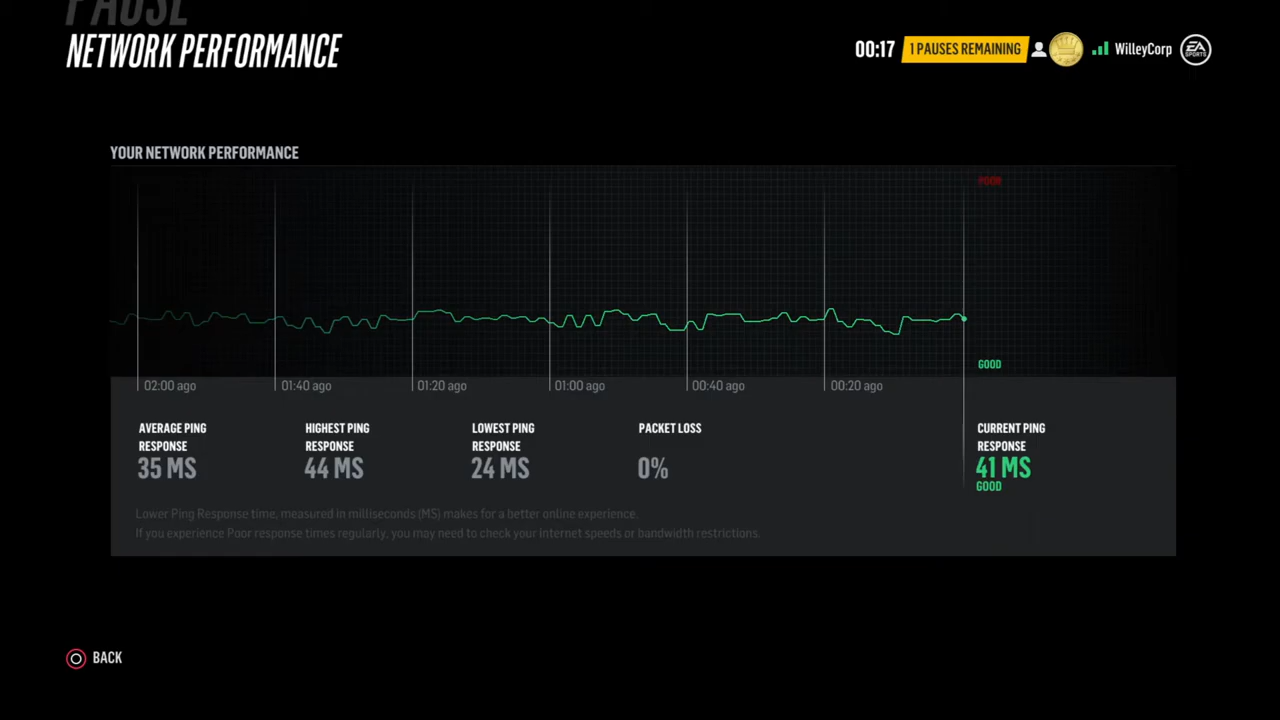 PAUSE
NETWORK PERFORMANCE
00:17
1 PAUSES REMAINING
WilleyCorp
EA
SPORTS
YOUR NETWORK PERFORMANCE
POOR
GOOD
02:00 ago
01:40 ago
01:20 ago
01:00 ago
00:40 ago
00:20 ago
AVERAGE PING
RESPONSE
35 MS
HIGHEST PING
RESPONSE
44 MS
LOWEST PING
RESPONSE
24 MS
PACKET LOSS
0%
CURRENT PING
RESPONSE
41 MS
GOOD
Lower Ping Response time, measured in milliseconds (MS) makes for a better online experience.
If you experience Poor response times regularly, you may need to check your internet speeds or bandwidth restrictions.
BACK